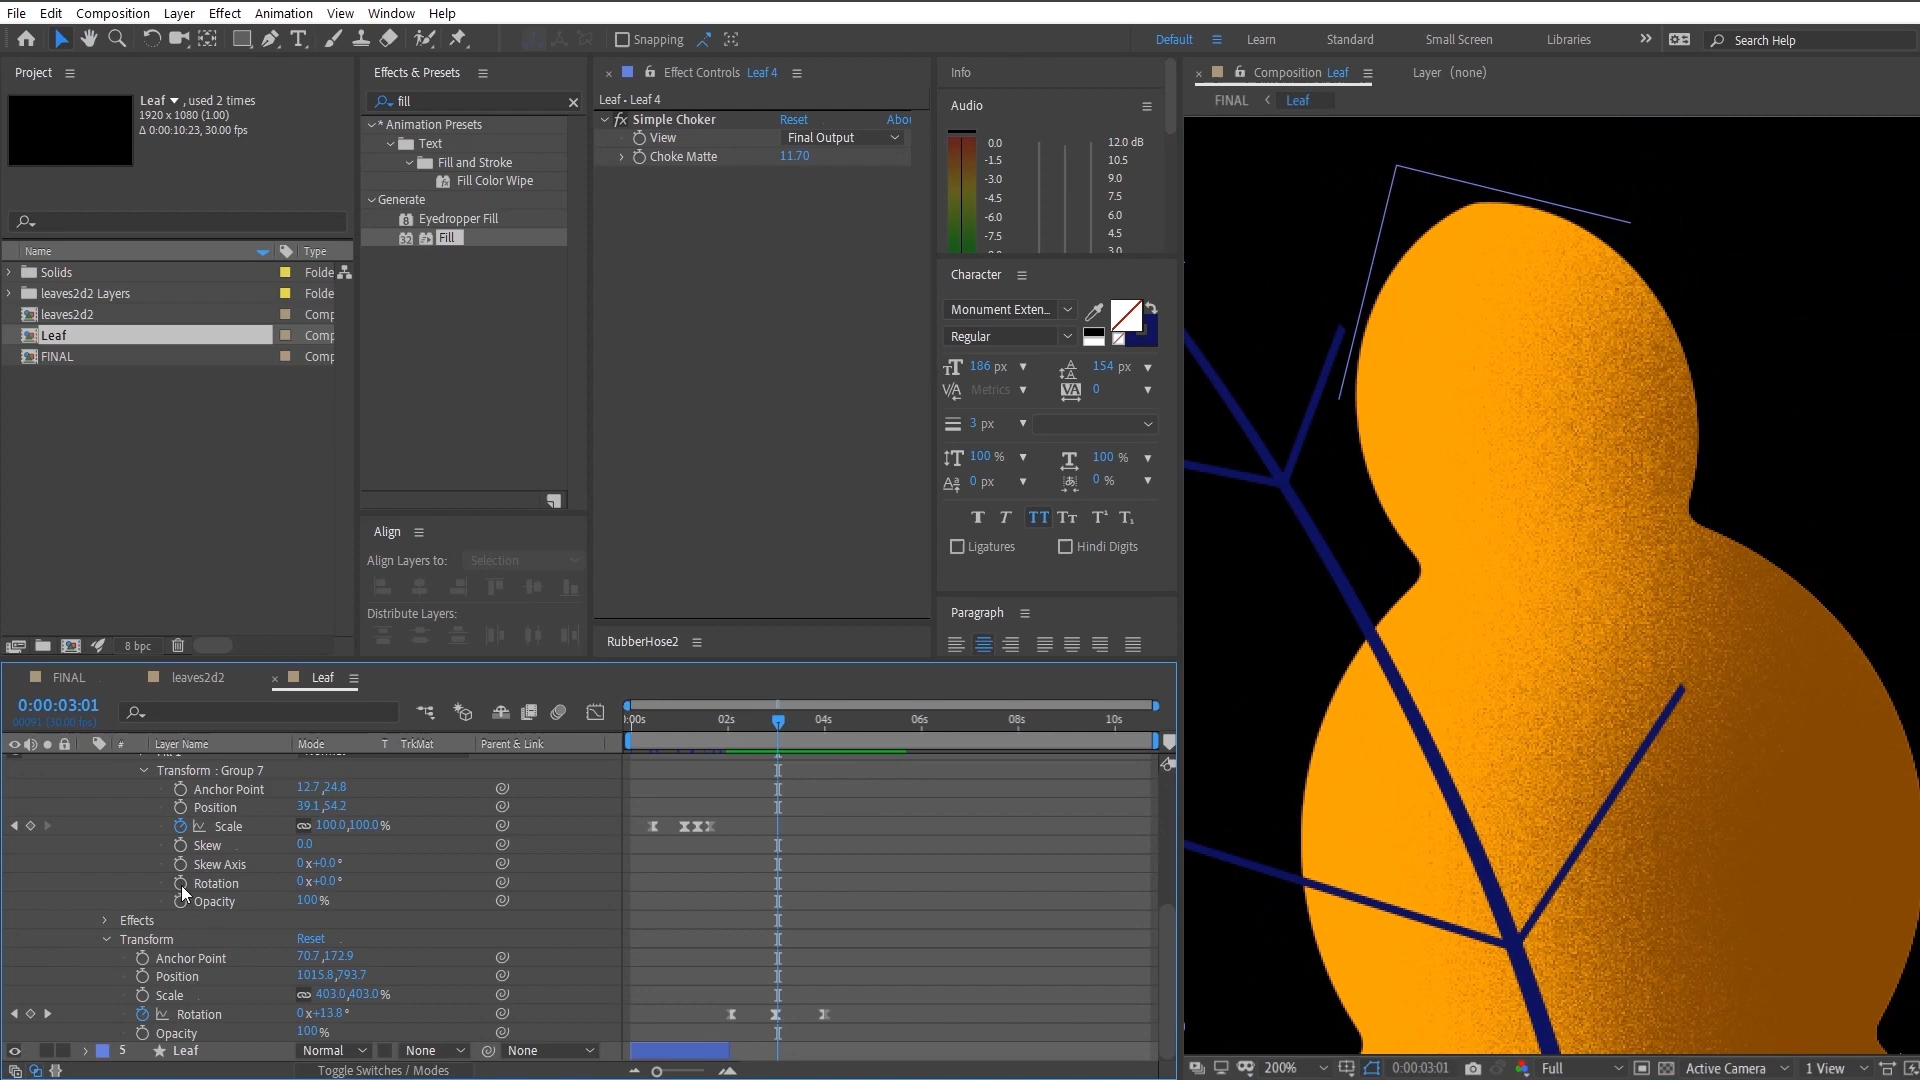 File Edit Composition Layer Effect Animation View Window Help
Snapping
Default Learn Standard Small Screen Libraries
Search Help
Project
Leaf , used 2 times
1920 x 1080 (1.00)
Δ 0:00:10:23, 30.00 fps
Name Type
Solids Folde
leaves2d2 Layers Folde
leaves2d2 Comp
Leaf Comp
FINAL Comp
8 bpc
Effects & Presets
fill
* Animation Presets
Text
Fill and Stroke
Fill Color Wipe
Generate
Eyedropper Fill
Fill
Align
Align Layers to: Selection
Distribute Layers:
Effect Controls Leaf 4
Leaf • Leaf 4
fx Simple Choker Reset Abou
View Final Output
Choke Matte 11.70
RubberHose2
Info
Audio
0.0 12.0 dB
-1.5 10.5
-3.0 9.0
-4.5 7.5
-6.0 6.0
-7.5 4.5
3.0
Character
Monument Exten...
Regular
186 px 154 px
Metrics 0
3 px
100 % 100 %
0 px 0 %
Ligatures Hindi Digits
Paragraph
Composition Leaf Layer (none)
FINAL Leaf
200% 0:00:03:01 Full Active Camera 1 View
FINAL leaves2d2 Leaf
0:00:03:01
00091 (30.00 fps)
0:00s 02s 04s 06s 08s 10s
# Layer Name Mode T TrkMat Parent & Link
Transform : Group 7
Anchor Point 12.7,24.8
Position 39.1,54.2
Scale 100.0,100.0%
Skew 0.0
Skew Axis 0x+0.0°
Rotation 0x+0.0°
Opacity 100%
Effects
Transform Reset
Anchor Point 70.7,172.9
Position 1015.8,793.7
Scale 403.0,403.0%
Rotation 0x+13.8°
Opacity 100%
5 Leaf Normal None None
Toggle Switches / Modes